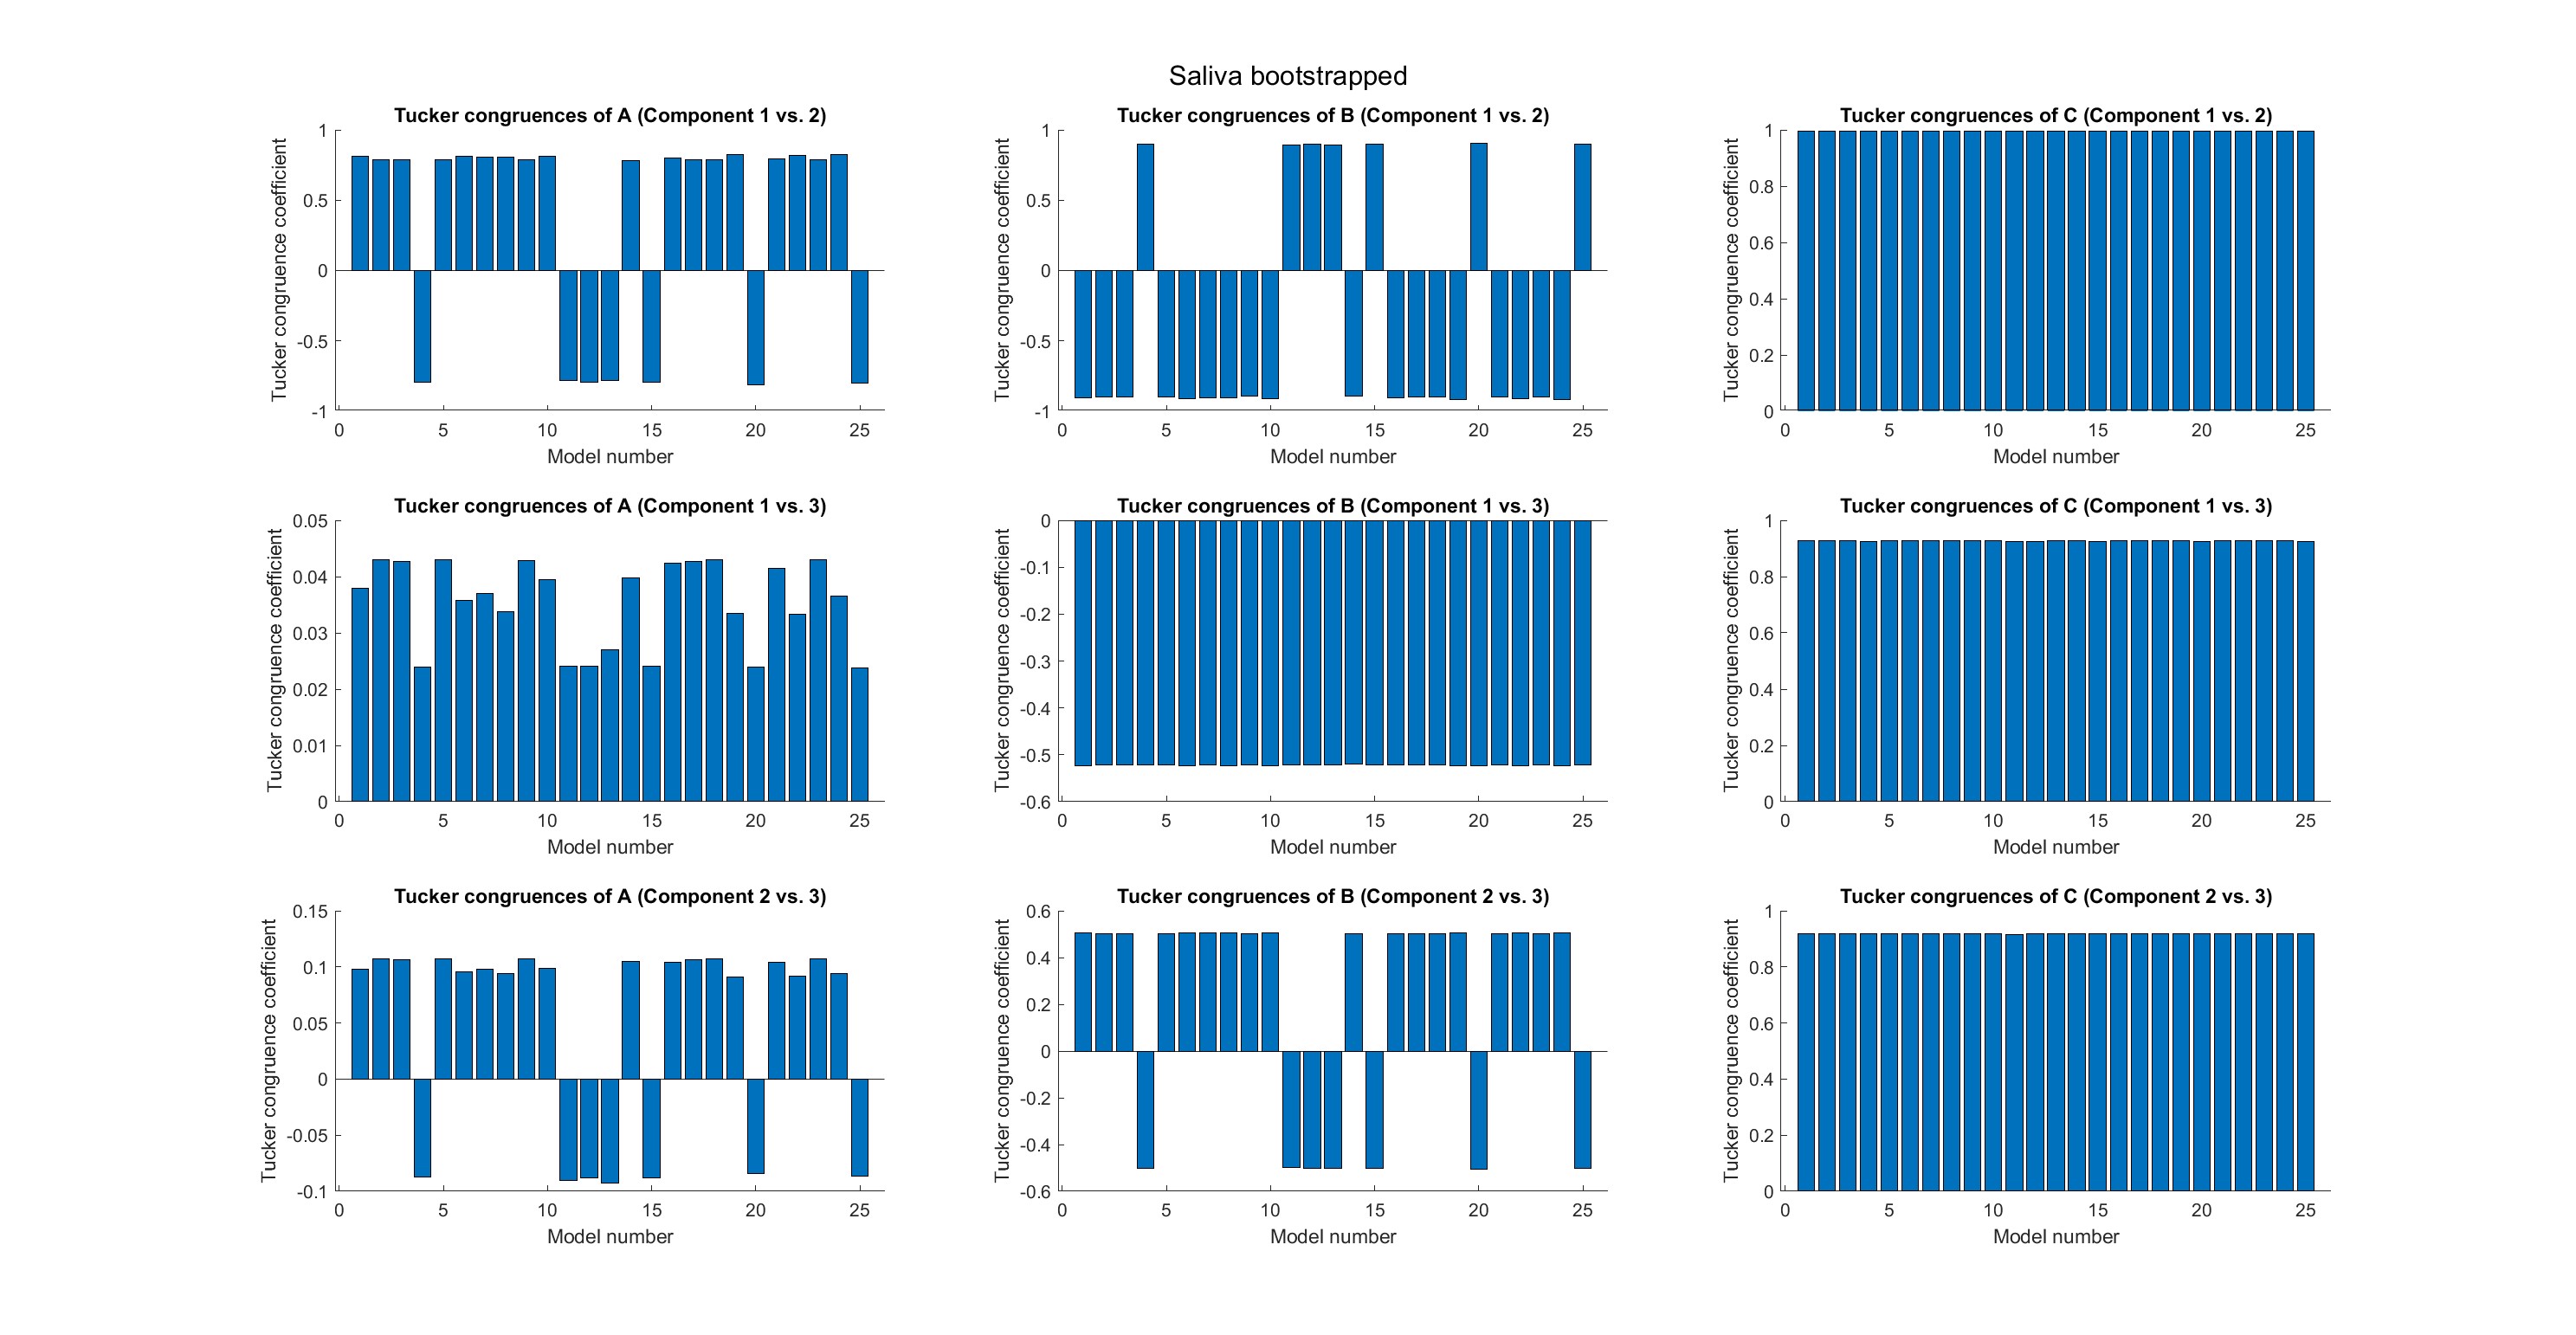 Saliva bootstrapped
Tucker congruences of A (Component 1 vs. 2)
Tucker congruence coefficient
1
0.5
0
-0.5
-1
0 5 10 15 20 25
Model number
Tucker congruences of B (Component 1 vs. 2)
Tucker congruence coefficient
1
0.5
0
-0.5
-1
0 5 10 15 20 25
Model number
Tucker congruences of C (Component 1 vs. 2)
Tucker congruence coefficient
1
0.8
0.6
0.4
0.2
0
0 5 10 15 20 25
Model number
Tucker congruences of A (Component 1 vs. 3)
Tucker congruence coefficient
0.05
0.04
0.03
0.02
0.01
0
0 5 10 15 20 25
Model number
Tucker congruences of B (Component 1 vs. 3)
Tucker congruence coefficient
0
-0.1
-0.2
-0.3
-0.4
-0.5
-0.6
0 5 10 15 20 25
Model number
Tucker congruences of C (Component 1 vs. 3)
Tucker congruence coefficient
1
0.8
0.6
0.4
0.2
0
0 5 10 15 20 25
Model number
Tucker congruences of A (Component 2 vs. 3)
Tucker congruence coefficient
0.15
0.1
0.05
0
-0.05
-0.1
0 5 10 15 20 25
Model number
Tucker congruences of B (Component 2 vs. 3)
Tucker congruence coefficient
0.6
0.4
0.2
0
-0.2
-0.4
-0.6
0 5 10 15 20 25
Model number
Tucker congruences of C (Component 2 vs. 3)
Tucker congruence coefficient
1
0.8
0.6
0.4
0.2
0
0 5 10 15 20 25
Model number